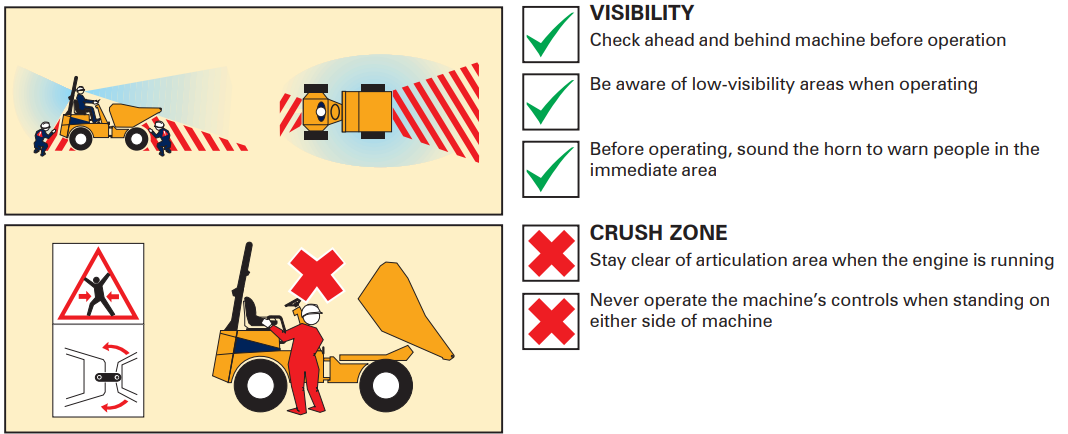 VISIBILITY
Check ahead and behind machine before operation
Be aware of low-visibility areas when operating
Before operating, sound the horn to warn people in the
immediate area
CRUSH ZONE
Stay clear of articulation area when the engine is running
Never operate the machine’s controls when standing on
either side of machine